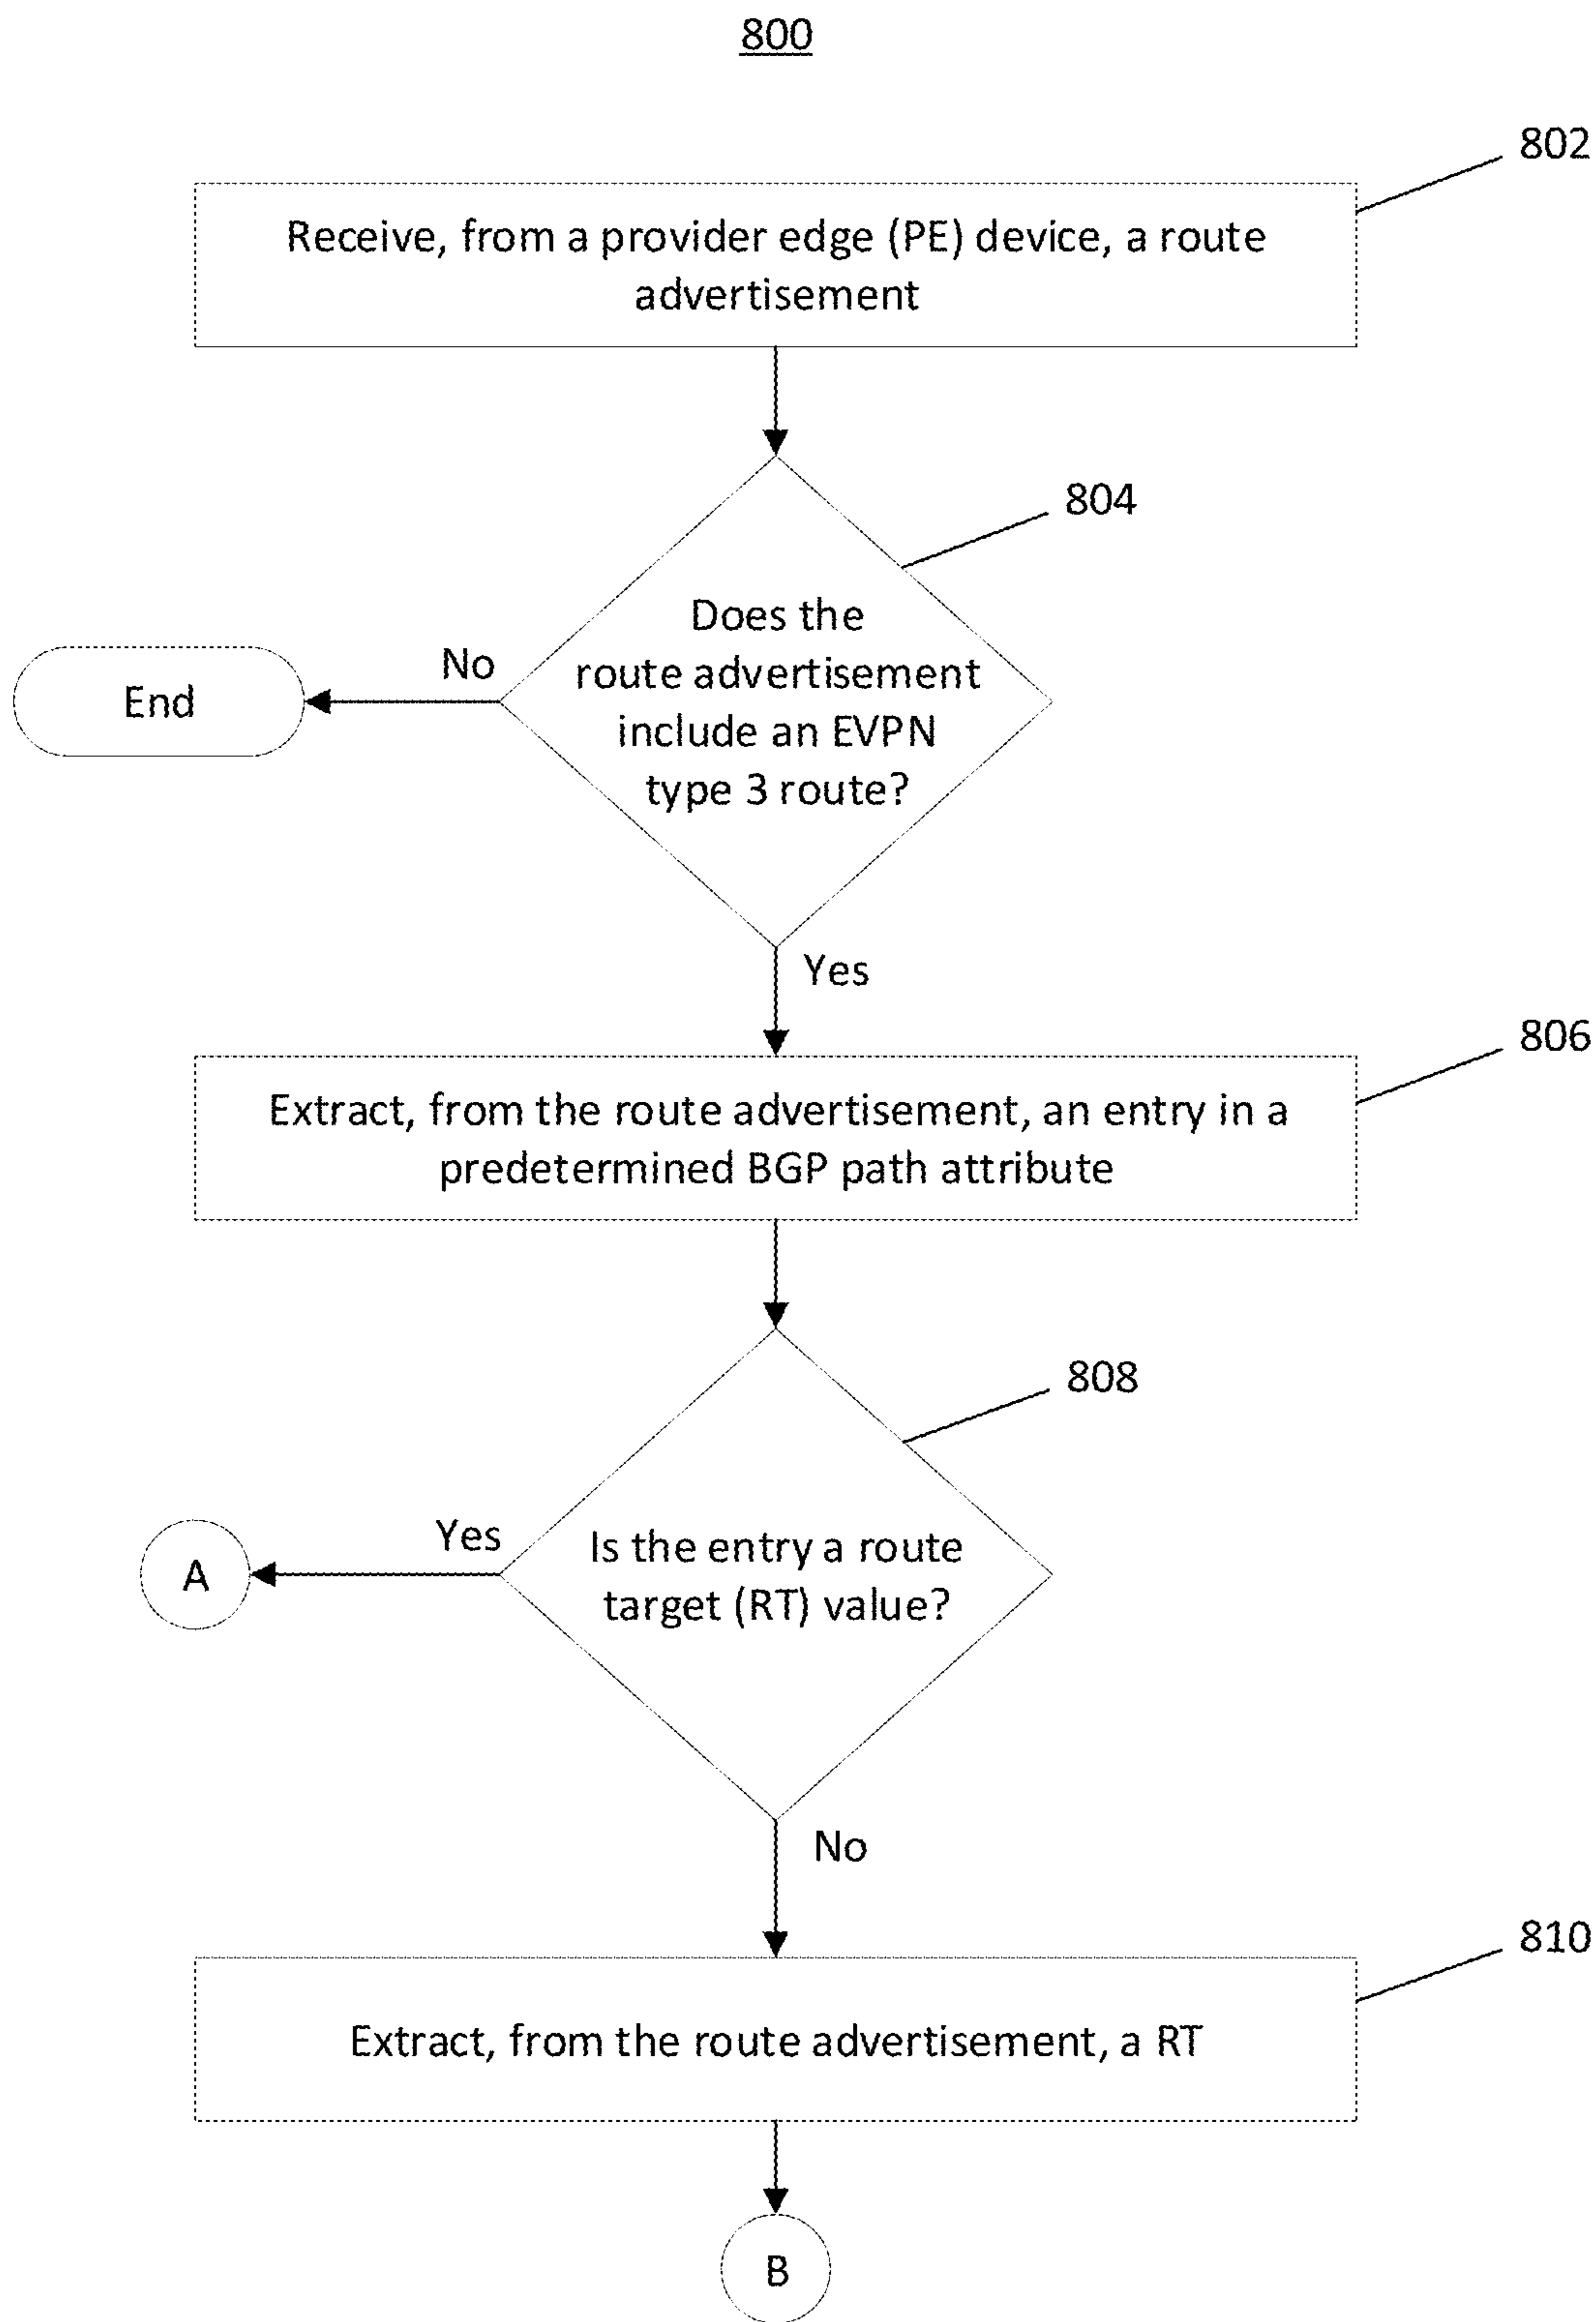 800
802
Receive, from a provider edge (PE) device, a route
advertisement
804
Does the
route advertisement
include an EVPN
type 3 route?
No
End
Yes
806
Extract, from the route advertisement, an entry in a
predetermined BGP path attribute
808
Yes
A
Is the entry a route
target (RT) value?
No
810
Extract, from the route advertisement, a RT
B